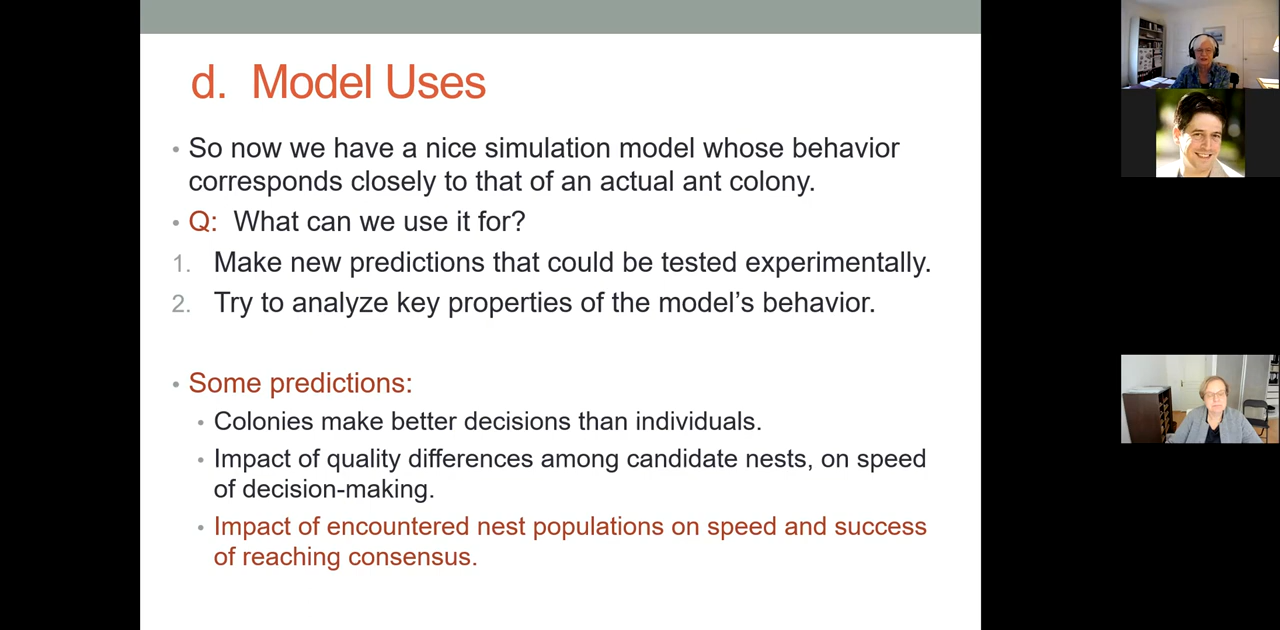 d. Model Uses
• So now we have a nice simulation model whose behavior
corresponds closely to that of an actual ant colony.
• Q: What can we use it for?
1. Make new predictions that could be tested experimentally.
2. Try to analyze key properties of the model’s behavior.
• Some predictions:
• Colonies make better decisions than individuals.
• Impact of quality differences among candidate nests, on speed
of decision-making.
• Impact of encountered nest populations on speed and success
of reaching consensus.